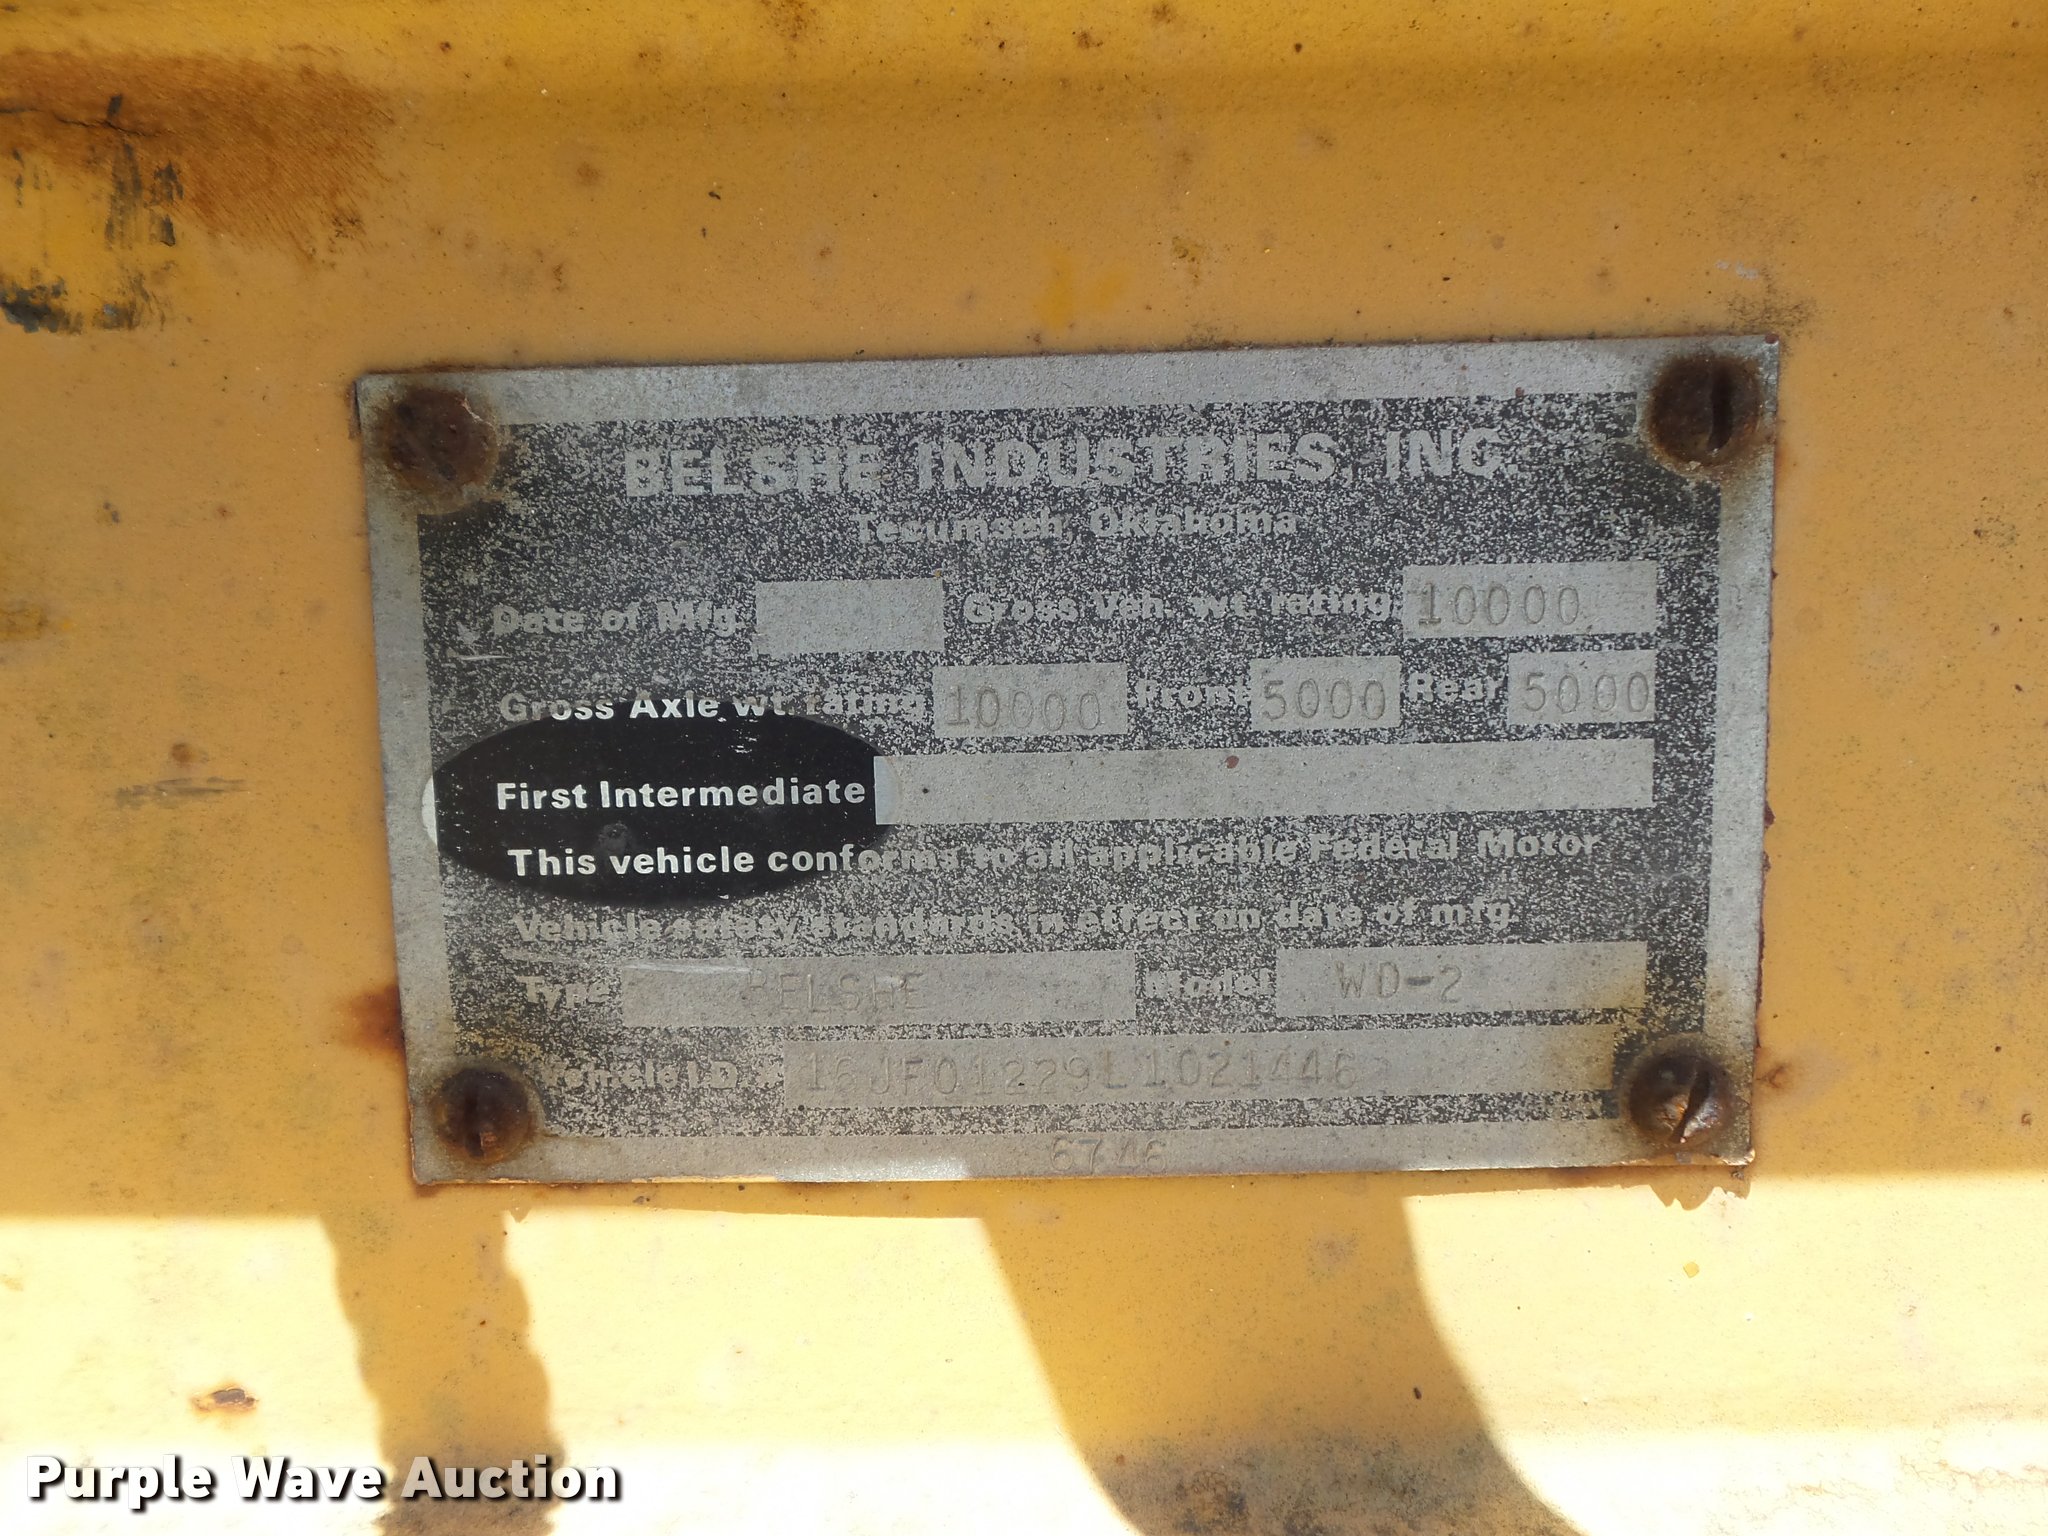 BELSHE INDUSTRIES, INC.
Tecumseh, Oklahoma
Date of Mfg. Gross Veh. wt. rating 10000
Gross Axle wt. rating 10000 Front 5000 Rear 5000
First Intermediate
This vehicle conforms to all applicable Federal Motor
Vehicle safety standards in effect on date of mfg.
Type BELSHE Model WD-2
Vehicle I.D. 16JF01229L1021446
6746
Purple Wave Auction